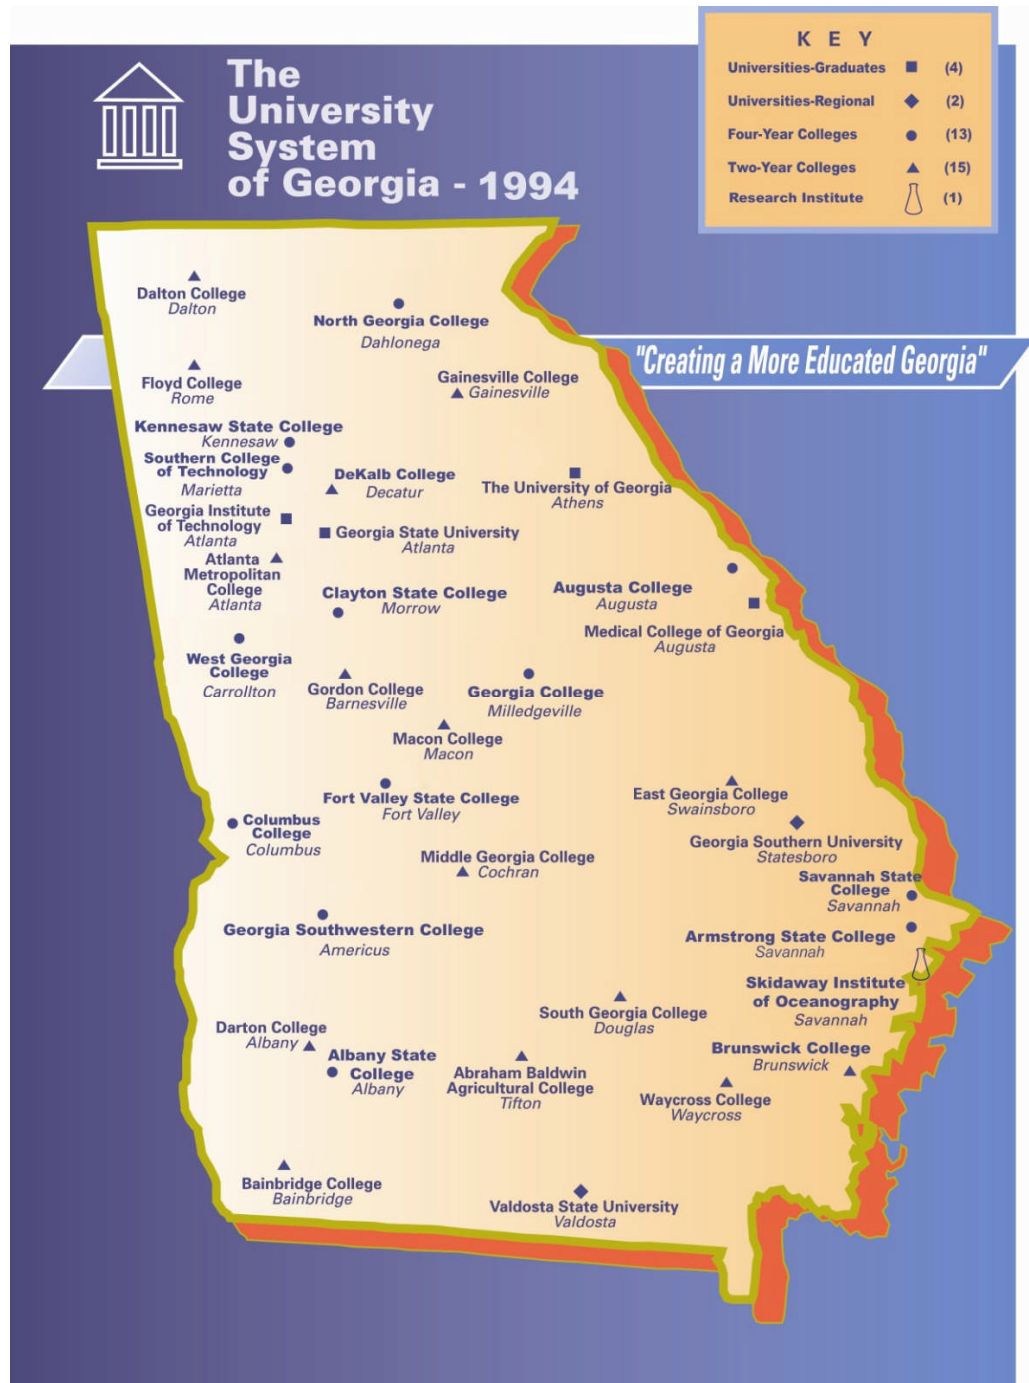 The
University
System
of Georgia - 1994
K E Y
Universities-Graduates (4)
Universities-Regional (2)
Four-Year Colleges (13)
Two-Year Colleges (15)
Research Institute (1)
"Creating a More Educated Georgia"
Dalton College
Dalton
North Georgia College
Dahlonega
Floyd College
Rome
Gainesville College
Gainesville
Kennesaw State College
Kennesaw
Southern College
of Technology
Marietta
DeKalb College
Decatur
The University of Georgia
Athens
Georgia Institute
of Technology
Atlanta
Georgia State University
Atlanta
Atlanta
Metropolitan
College
Atlanta
Clayton State College
Morrow
Augusta College
Augusta
Medical College of Georgia
Augusta
West Georgia
College
Carrollton
Gordon College
Barnesville
Georgia College
Milledgeville
Macon College
Macon
Fort Valley State College
Fort Valley
East Georgia College
Swainsboro
Columbus
College
Columbus
Georgia Southern University
Statesboro
Middle Georgia College
Cochran
Savannah State
College
Savannah
Georgia Southwestern College
Americus
Armstrong State College
Savannah
Skidaway Institute
of Oceanography
Savannah
South Georgia College
Douglas
Darton College
Albany
Albany State
College
Albany
Abraham Baldwin
Agricultural College
Tifton
Brunswick College
Brunswick
Waycross College
Waycross
Bainbridge College
Bainbridge
Valdosta State University
Valdosta